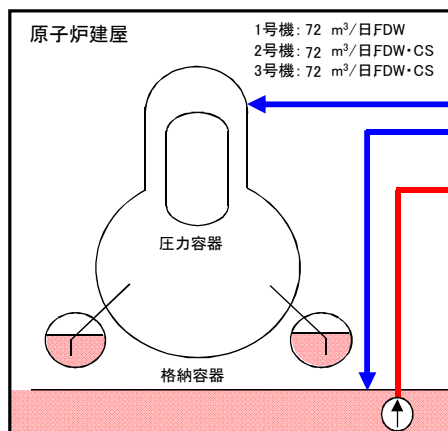 原子炉建屋
1号機: 72 m³/日FDW
2号機: 72 m³/日FDW・CS
3号機: 72 m³/日FDW・CS
圧力容器
格納容器